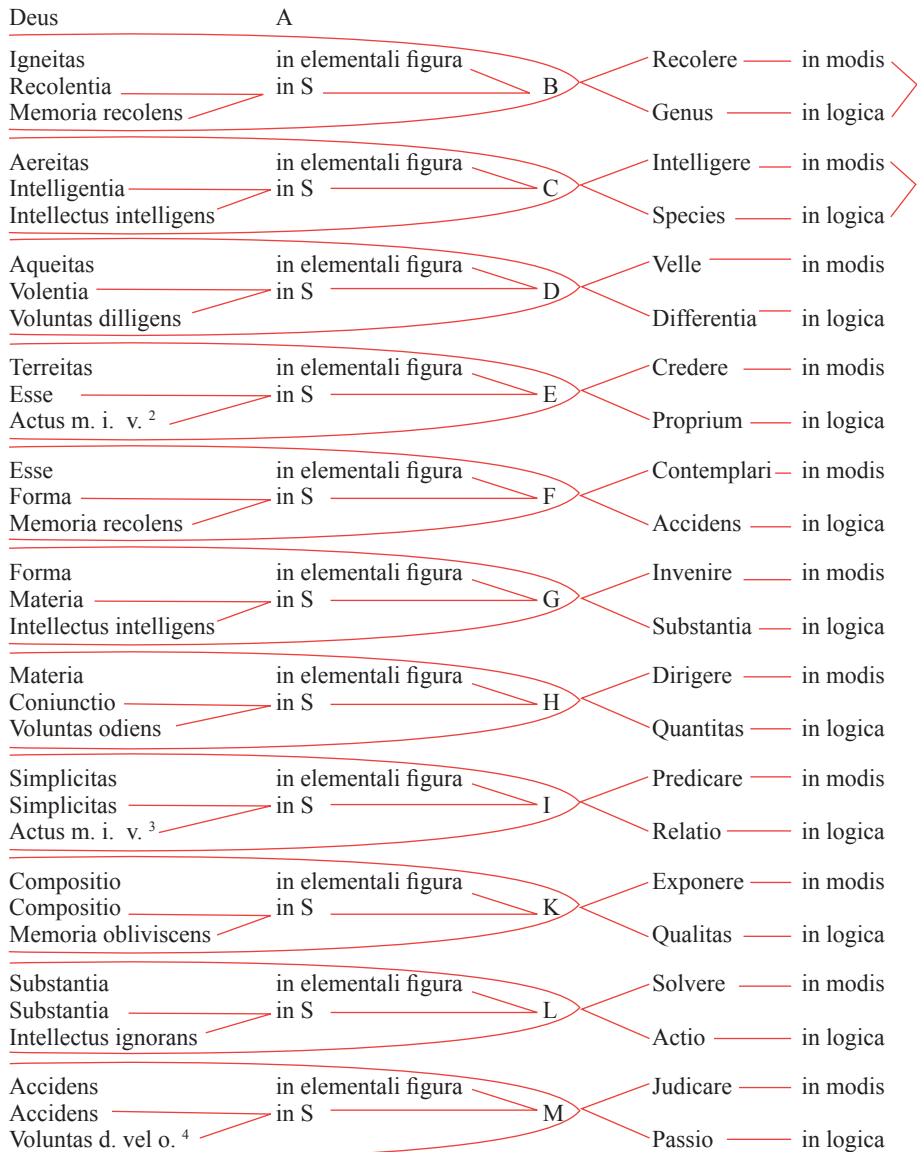 Deus A
Igneitas in elementali figura Recolere in modis
Recolentia in S B
Memoria recolens Genus in logica
Aereitas in elementali figura Intelligere in modis
Intelligentia in S C
Intellectus intelligens Species in logica
Aqueitas in elementali figura Velle in modis
Volentia in S D
Voluntas dilligens Differentia in logica
Terreitas in elementali figura Credere in modis
Esse in S E
Actus m. i. v. 2 Proprium in logica
Esse in elementali figura Contemplari in modis
Forma in S F
Memoria recolens Accidens in logica
Forma in elementali figura Invenire in modis
Materia in S G
Intellectus intelligens Substantia in logica
Materia in elementali figura Dirigere in modis
Coniunctio in S H
Voluntas odiens Quantitas in logica
Simplicitas in elementali figura Predicare in modis
Simplicitas in S I
Actus m. i. v. 3 Relatio in logica
Compositio in elementali figura Exponere in modis
Compositio in S K
Memoria obliviscens Qualitas in logica
Substantia in elementali figura Solvere in modis
Substantia in S L
Intellectus ignorans Actio in logica
Accidens in elementali figura Judicare in modis
Accidens in S M
Voluntas d. vel o. 4 Passio in logica